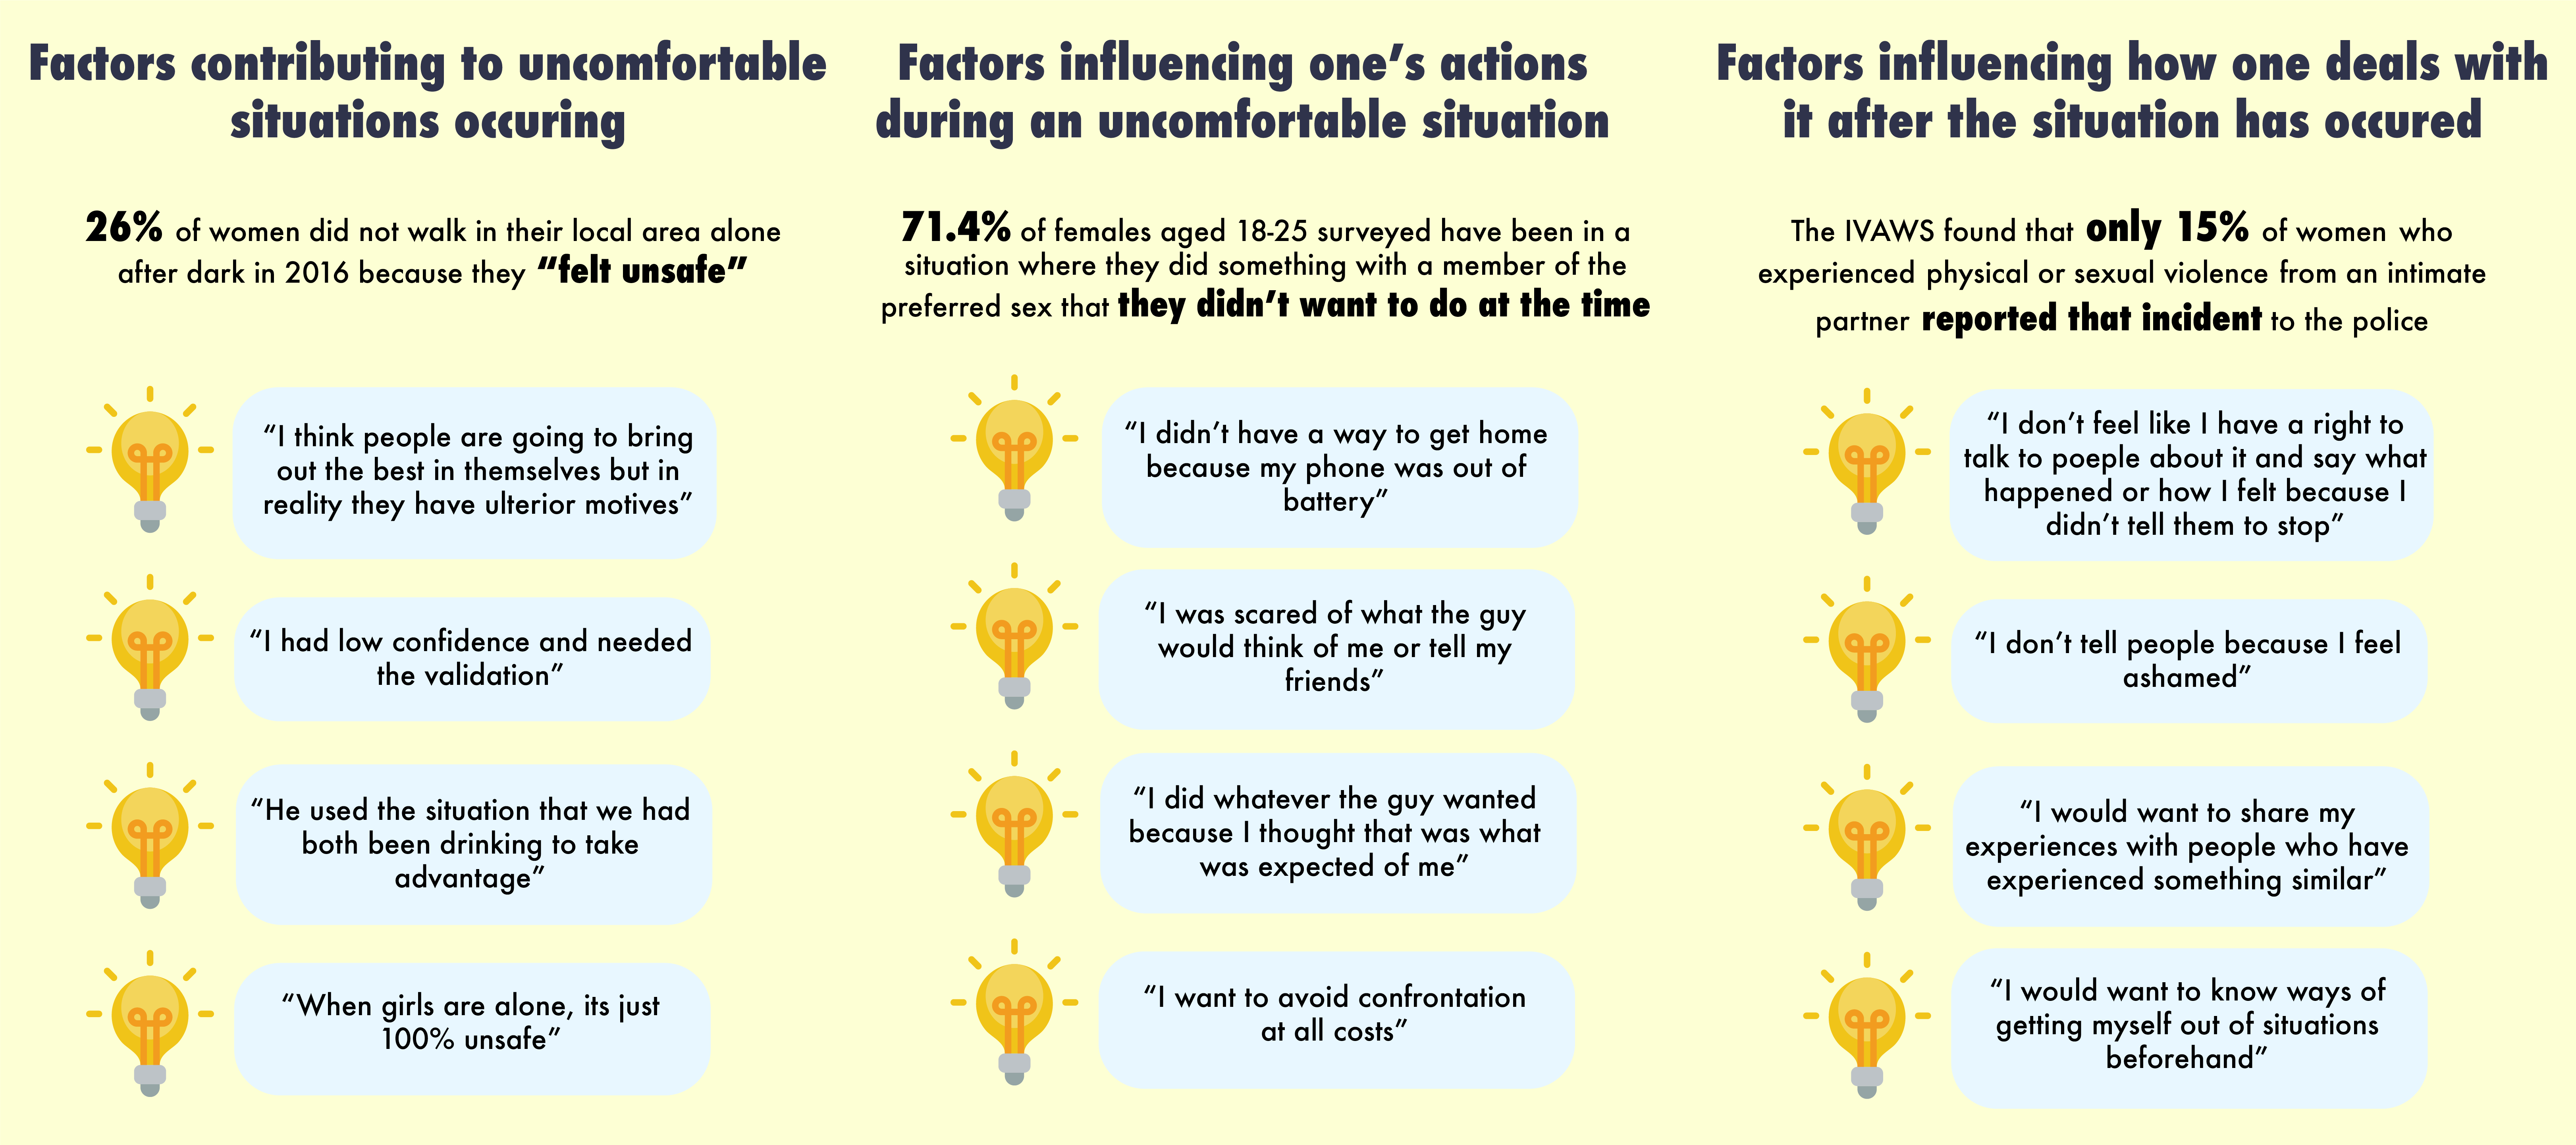 Factors contributing to uncomfortable
situations occuring
26% of women did not walk in their local area alone
after dark in 2016 because they “felt unsafe”
“I think people are going to bring
out the best in themselves but in
reality they have ulterior motives”
“I had low confidence and needed
the validation”
“He used the situation that we had
both been drinking to take
advantage”
“When girls are alone, its just
100% unsafe”
Factors influencing one’s actions
during an uncomfortable situation
71.4% of females aged 18-25 surveyed have been in a
situation where they did something with a member of the
preferred sex that they didn’t want to do at the time
“I didn’t have a way to get home
because my phone was out of
battery”
“I was scared of what the guy
would think of me or tell my
friends”
“I did whatever the guy wanted
because I thought that was what
was expected of me”
“I want to avoid confrontation
at all costs”
Factors influencing how one deals with
it after the situation has occured
The IVAWS found that only 15% of women who
experienced physical or sexual violence from an intimate
partner reported that incident to the police
“I don’t feel like I have a right to
talk to poeple about it and say what
happened or how I felt because I
didn’t tell them to stop”
“I don’t tell people because I feel
ashamed”
“I would want to share my
experiences with people who have
experienced something similar”
“I would want to know ways of
getting myself out of situations
beforehand”